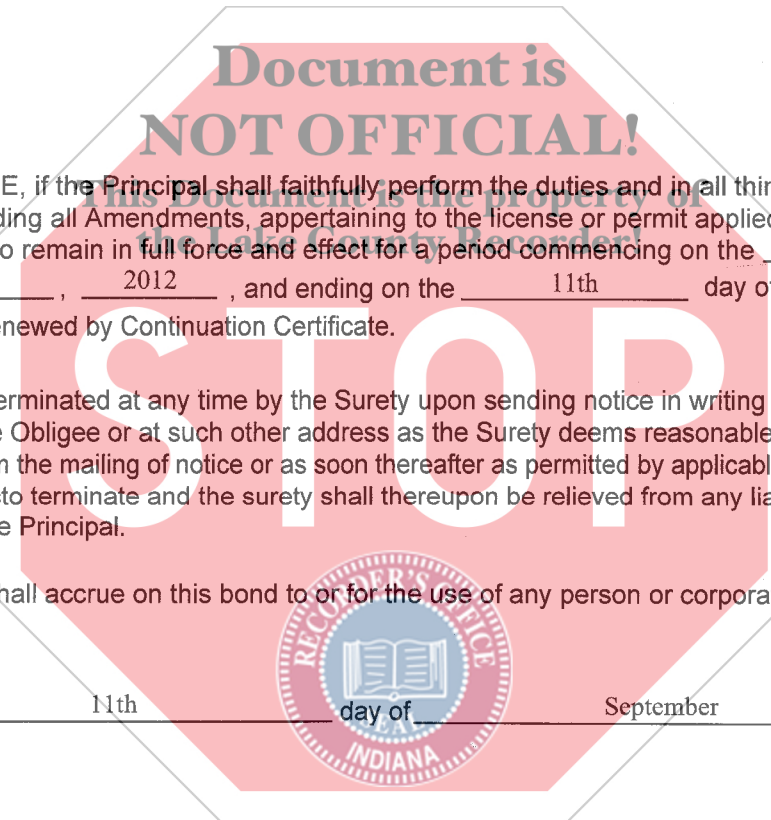 Document is
NOT OFFICIAL!
E, if the Principal shall faithfully perform the duties and in all thin
This Document is the property of
ding all Amendments, appertaining to the license or permit applied
o remain in full force and effect for a period commencing on the
the Lake County Recorder!
, 2012 , and ending on the 11th day of
enewed by Continuation Certificate.
STOP
erminated at any time by the Surety upon sending notice in writing
e Obligee or at such other address as the Surety deems reasonable
n the mailing of notice or as soon thereafter as permitted by applicabl
sto terminate and the surety shall thereupon be relieved from any lia
e Principal.
hall accrue on this bond to or for the use of any person or corpora
RECORDER'S OFFICE
11th day of September
SEAL
INDIANA